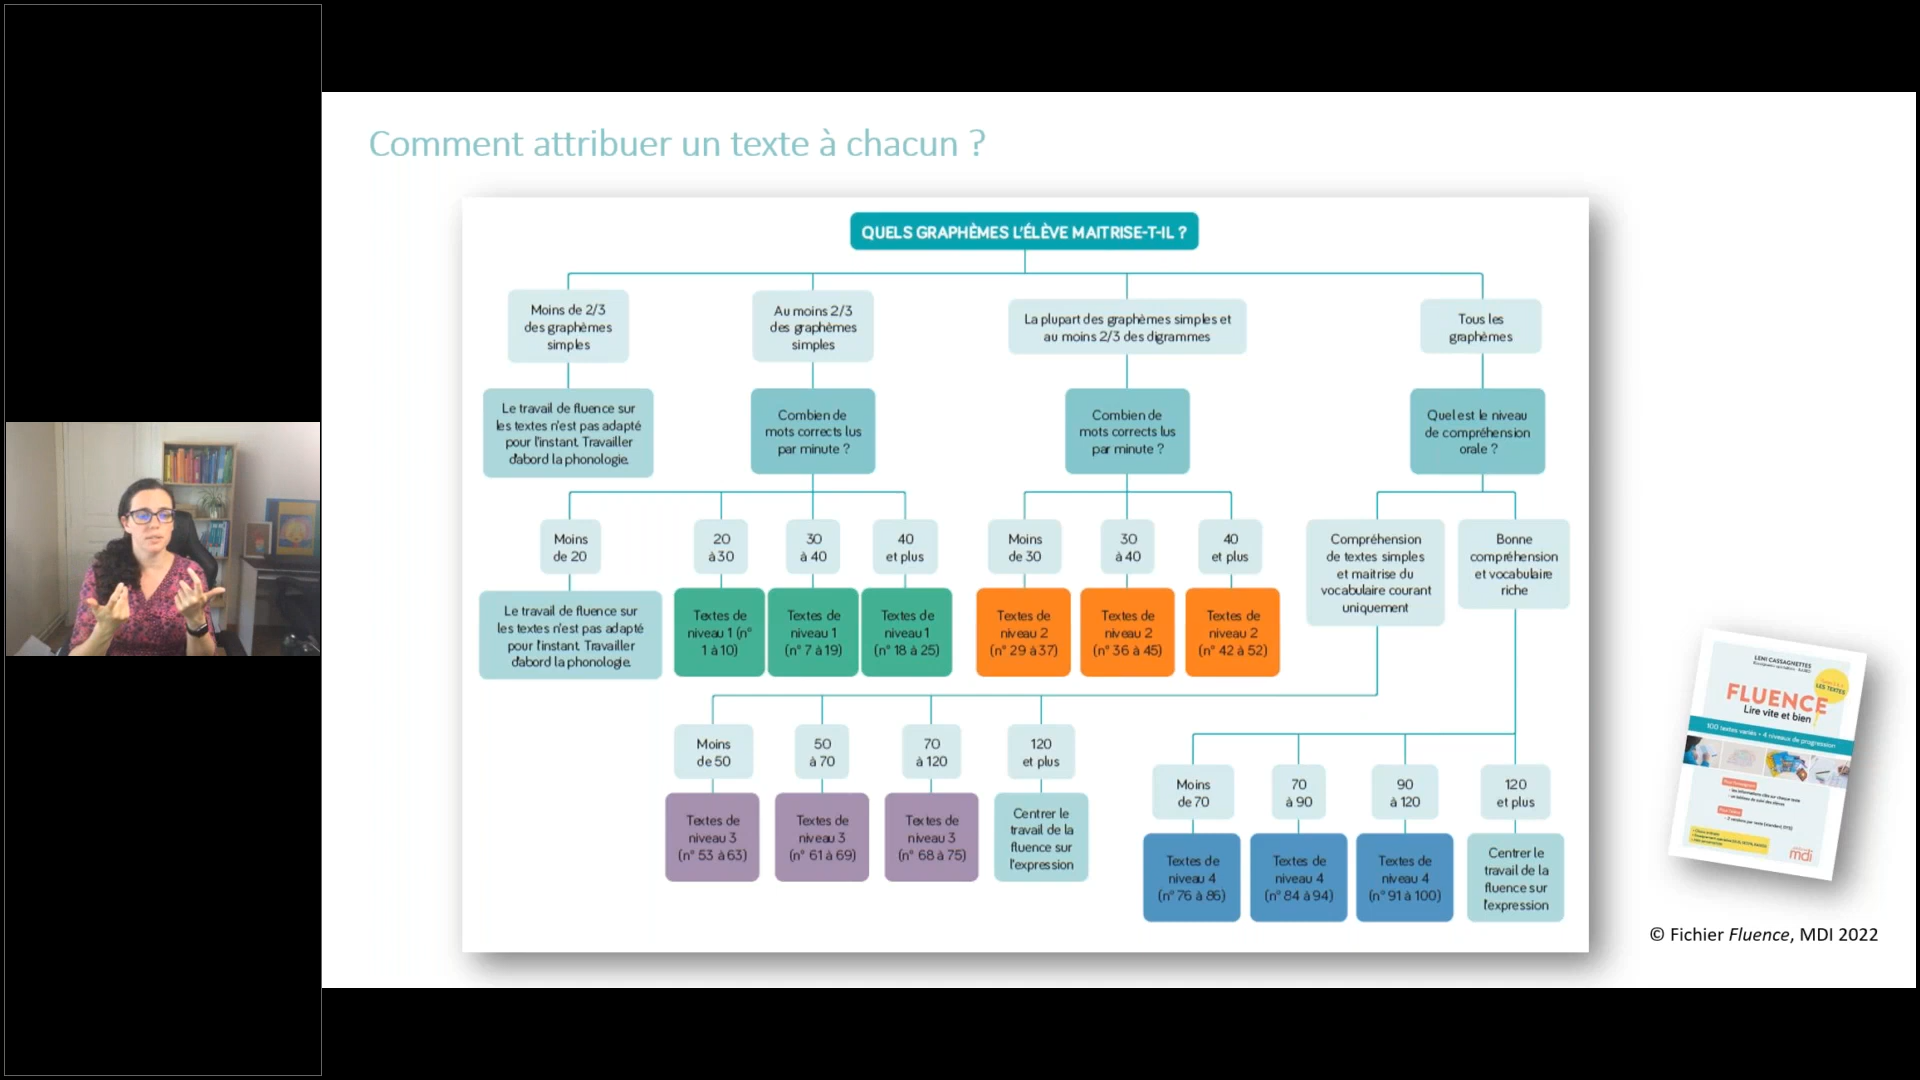 Comment attribuer un texte à chacun ?
QUELS GRAPHÈMES L'ÉLÈVE MAITRISE-T-IL ?
Moins de 2/3
des graphèmes
simples
Au moins 2/3
des graphèmes
simples
La plupart des graphèmes simples et
au moins 2/3 des digrammes
Tous les
graphèmes
Le travail de fluence sur
les textes n'est pas adapté
pour l'instant. Travailler
d'abord la phonologie.
Combien de
mots corrects lus
par minute ?
Combien de
mots corrects lus
par minute ?
Quel est le niveau
de compréhension
orale ?
Moins
de 20
20
à 30
30
à 40
40
et plus
Moins
de 30
30
à 40
40
et plus
Compréhension
de textes simples
et maitrise du
vocabulaire courant
uniquement
Bonne
compréhension
et vocabulaire
riche
Le travail de fluence sur
les textes n'est pas adapté
pour l'instant. Travailler
d'abord la phonologie.
Textes de
niveau 1 (n°
1 à 10)
Textes de
niveau 1
(n° 7 à 19)
Textes de
niveau 1
(n° 18 à 25)
Textes de
niveau 2
(n° 29 à 37)
Textes de
niveau 2
(n° 36 à 45)
Textes de
niveau 2
(n° 42 à 52)
Moins
de 50
50
à 70
70
à 120
120
et plus
Moins
de 70
70
à 90
90
à 120
120
et plus
Textes de
niveau 3
(n° 53 à 63)
Textes de
niveau 3
(n° 61 à 69)
Textes de
niveau 3
(n° 68 à 75)
Centrer le
travail de la
fluence sur
l'expression
Textes de
niveau 4
(n° 76 à 86)
Textes de
niveau 4
(n° 84 à 94)
Textes de
niveau 4
(n° 91 à 100)
Centrer le
travail de la
fluence sur
l'expression
LENI CASSAGNETTES
LES TEXTES
FLUENCE
Lire vite et bien
100 textes variés • 4 niveaux de progression
mdi
© Fichier Fluence, MDI 2022